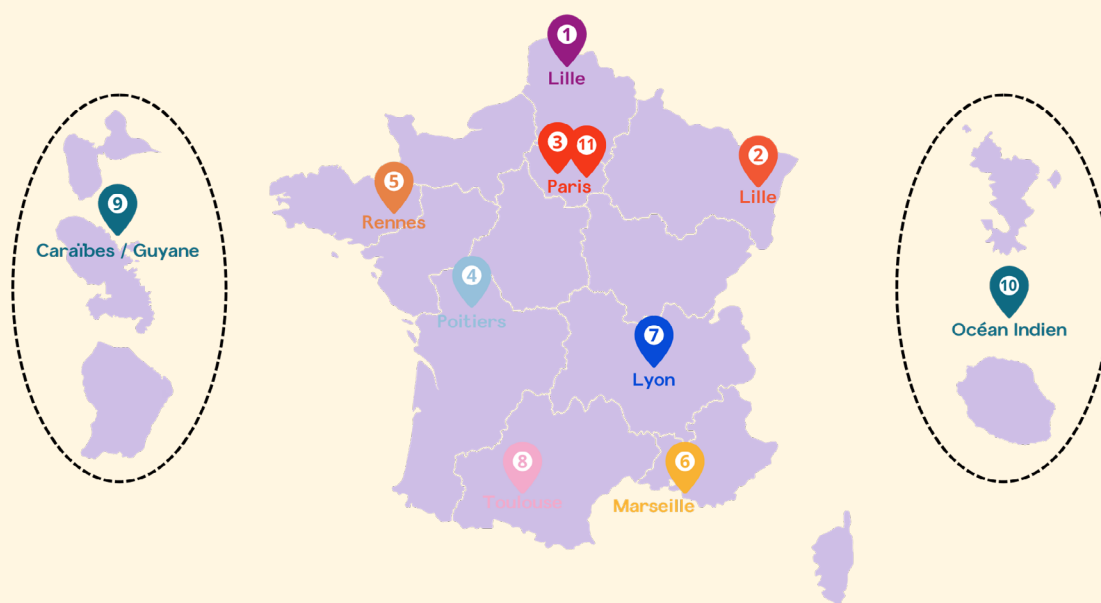 1
Lille
3
11
Paris
2
Lille
5
Rennes
9
Caraïbes / Guyane
4
Poitiers
10
Océan Indien
7
Lyon
8
Toulouse
6
Marseille